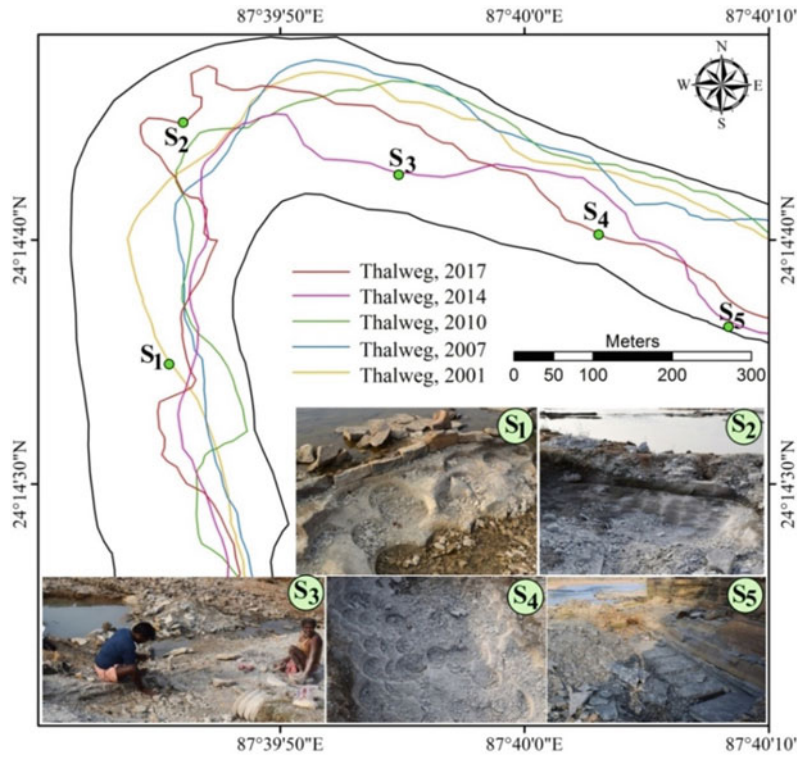 87°39'50"E 87°40'0"E 87°40'10"E
N
W E
S
S2
S3
24°14'40"N S4 24°14'40"N
Thalweg, 2017
Thalweg, 2014
Thalweg, 2010
Thalweg, 2007
Thalweg, 2001
S5
S1
Meters
0 50 100 200 300
S1 S2
24°14'30"N 24°14'30"N
S3 S4 S5
87°39'50"E 87°40'0"E 87°40'10"E